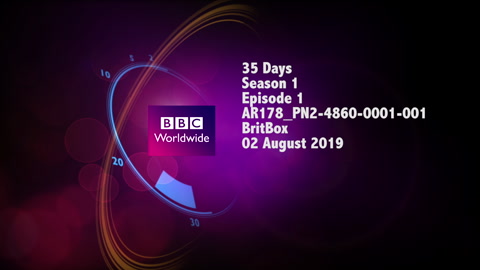 35 Days
Season 1
Episode 1
AR178_PN2-4860-0001-001
BritBox
02 August 2019
BBC
Worldwide
5
10
20
30